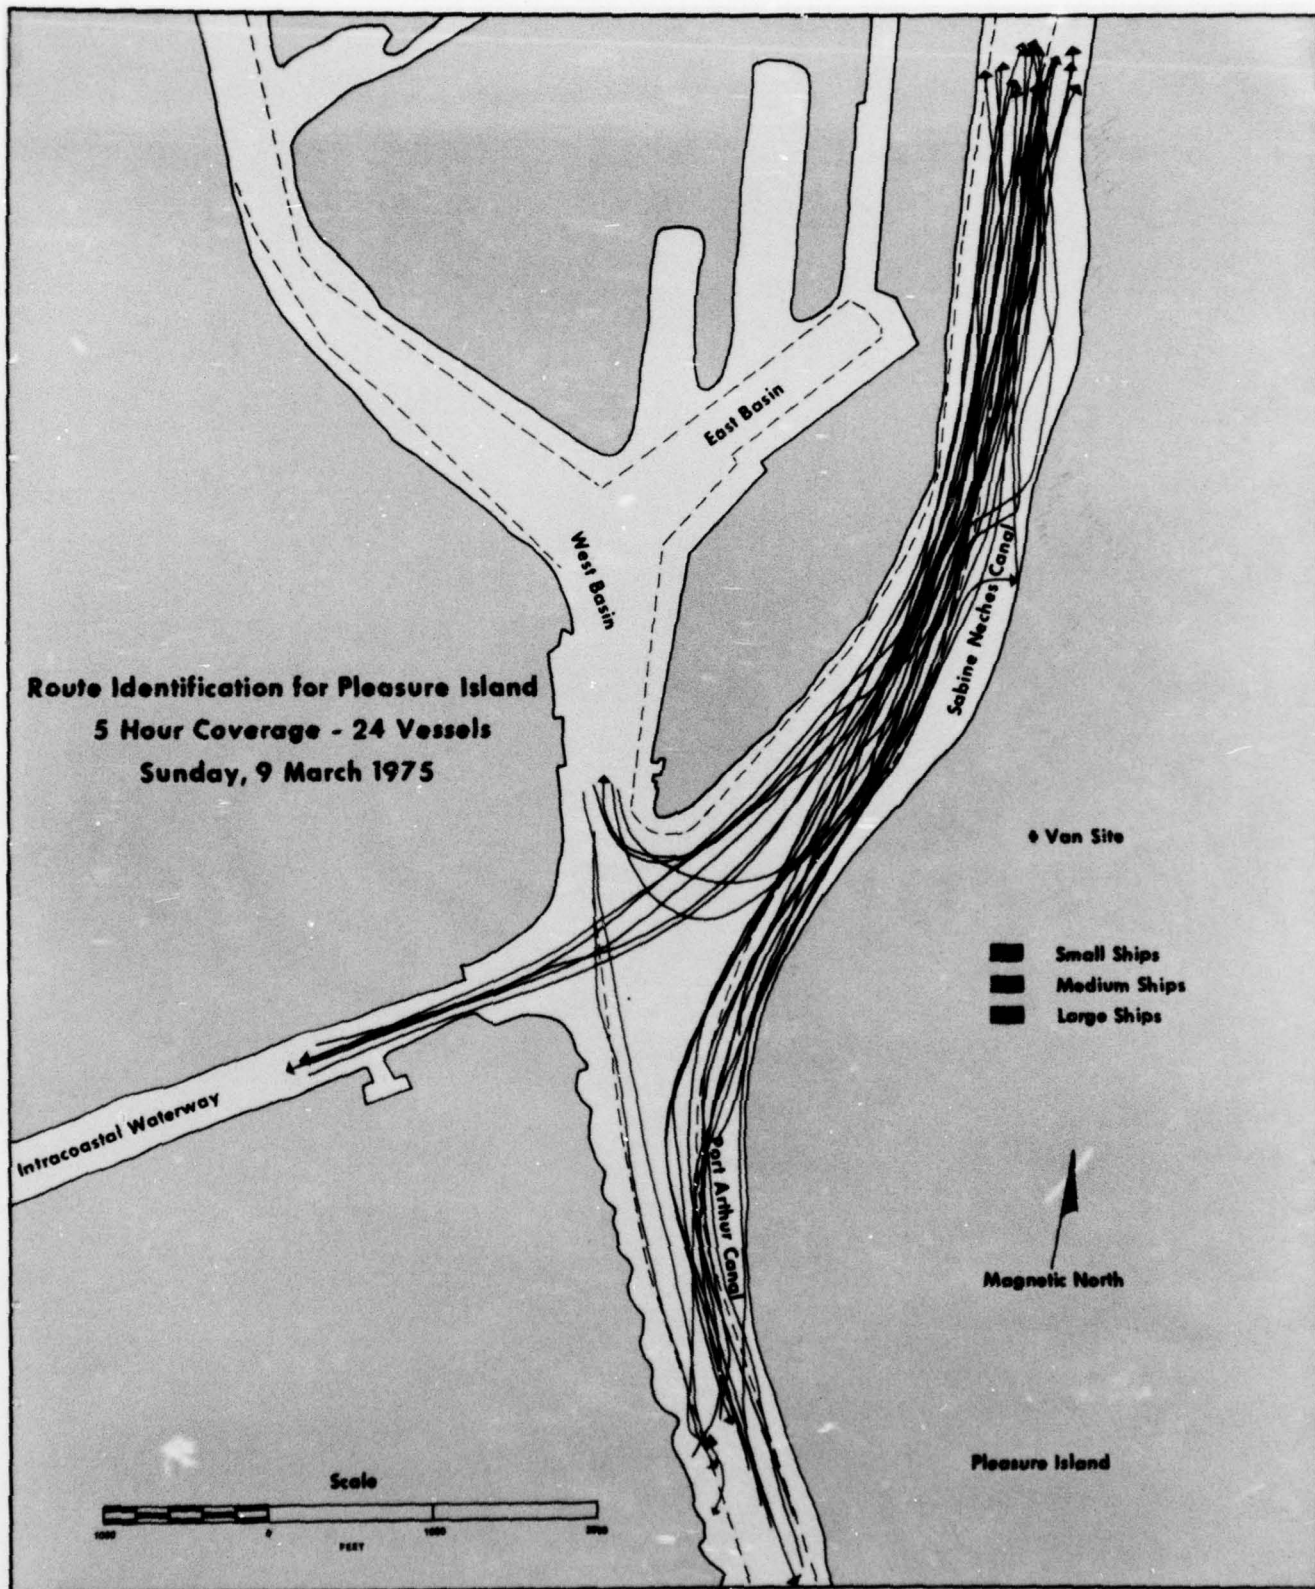 East Basin
West Basin
Sabine Neches Canal
Route Identification for Pleasure Island
5 Hour Coverage - 24 Vessels
Sunday, 9 March 1975
Van Site
Small Ships
Medium Ships
Large Ships
Intracoastal Waterway
Port Arthur Canal
Magnetic North
Pleasure Island
Scale
1000 0 1000 2000
FEET